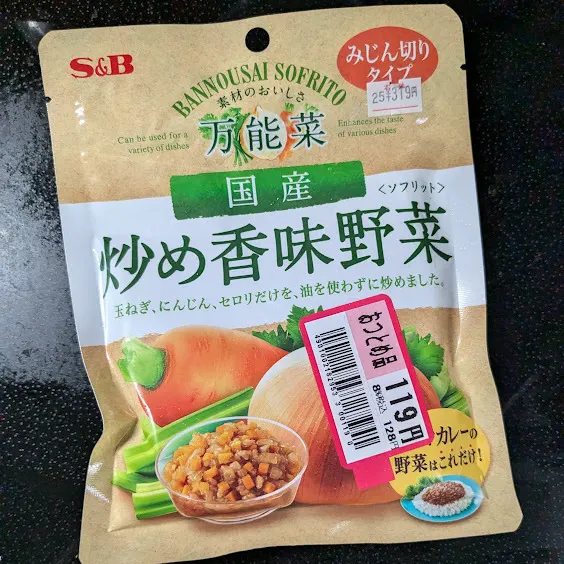 S&B
BANNOUSAI SOFRITO
みじん切り
タイプ
25 ¥319円
素材のおいしさ
Can be used for a
variety of dishes
万能菜
Enhances the taste
of various dishes
国産
<ソフリット>
炒め香味野菜
玉ねぎ、にんじん、セロリだけを、油を使わずに炒めました。
おつとめ品
119円
8%税込 128円
カレーの
野菜はこれだけ!